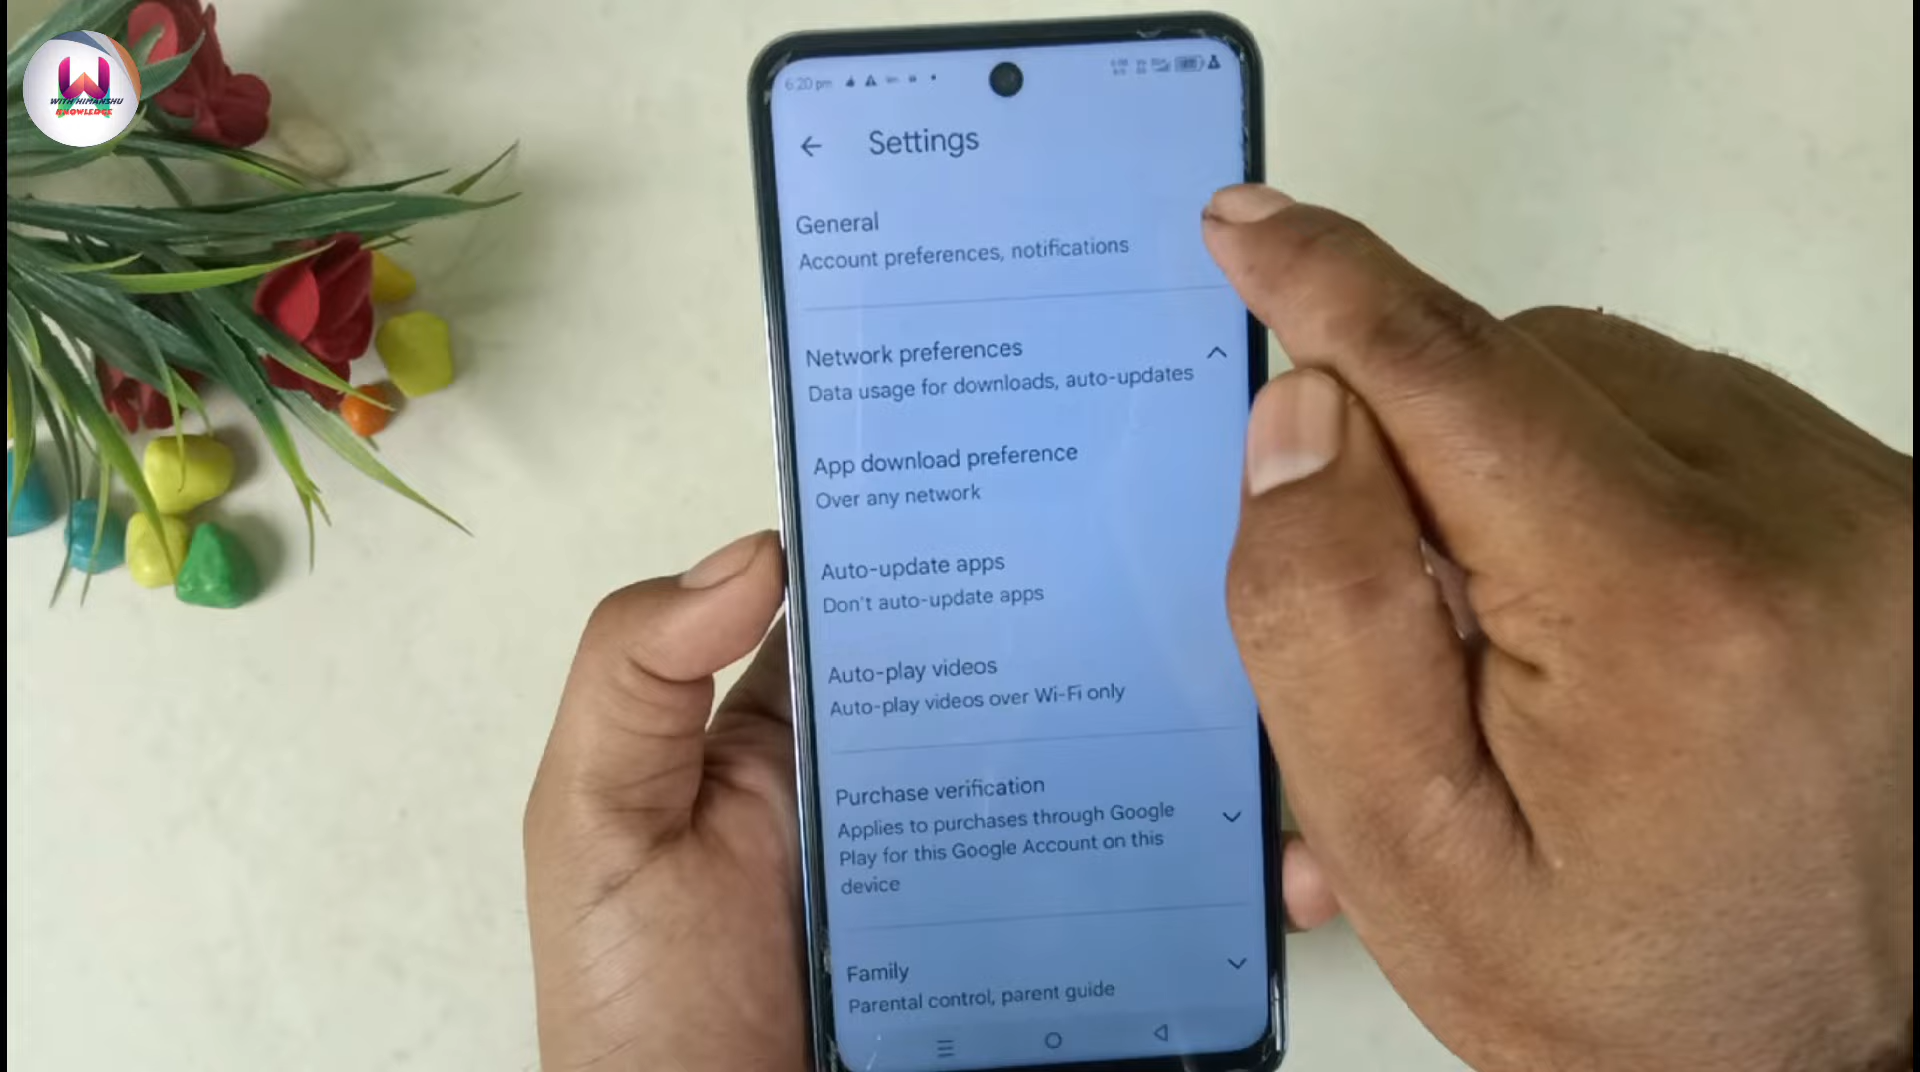 WITH HIMANSHU
KNOWLEDGE
6:20 pm
Settings
General
Account preferences, notifications
Network preferences
Data usage for downloads, auto-updates
App download preference
Over any network
Auto-update apps
Don't auto-update apps
Auto-play videos
Auto-play videos over Wi-Fi only
Purchase verification
Applies to purchases through Google
Play for this Google Account on this
device
Family
Parental control, parent guide